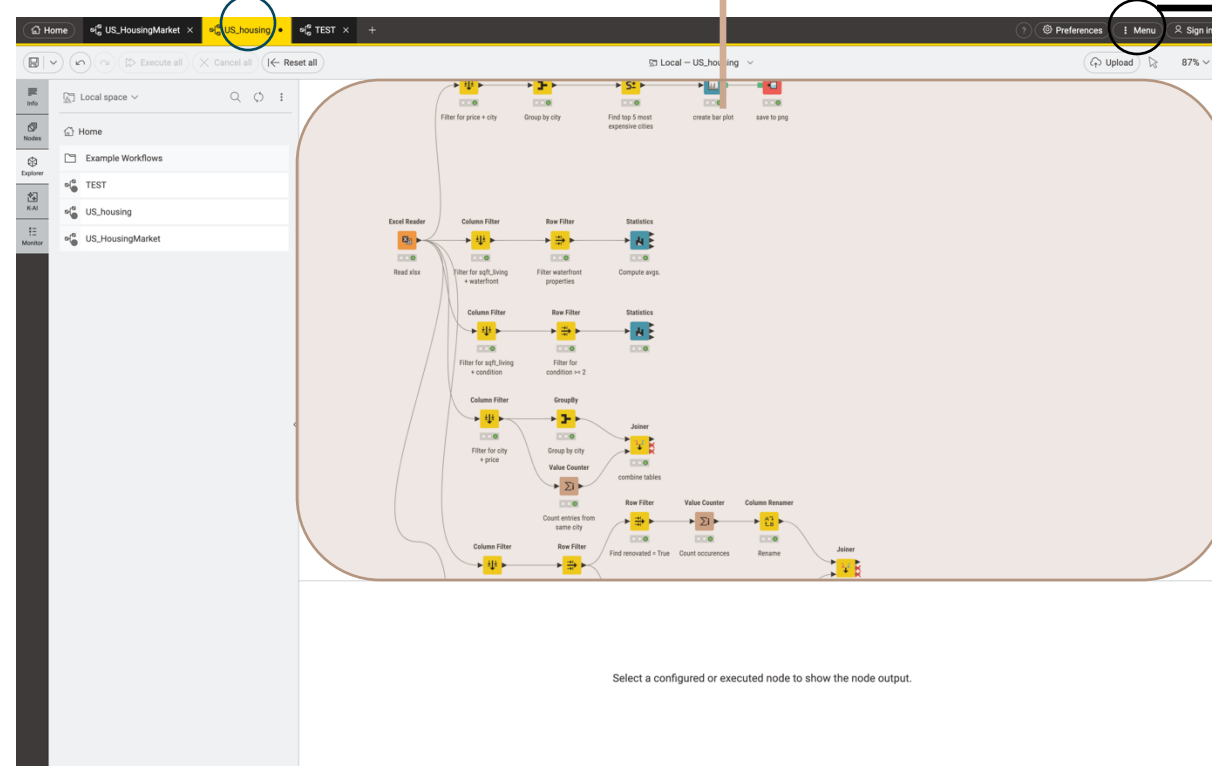 Home
US_HousingMarket
US_housing
TEST
?
Preferences
Menu
Sign in
Execute all
Cancel all
Reset all
Local – US_housing
Upload
87%
Info
Nodes
Explorer
K-AI
Monitor
Local space
Home
Example Workflows
TEST
US_housing
US_HousingMarket
Filter for price + city
Group by city
Find top 5 most
expensive cities
create bar plot
save to png
Excel Reader
Read xlsx
Column Filter
Filter for sqft_living
+ waterfront
Row Filter
Filter waterfront
properties
Statistics
Compute avgs.
Column Filter
Filter for sqft_living
+ condition
Row Filter
Filter for
condition >= 2
Statistics
Column Filter
Filter for city
+ price
GroupBy
Group by city
Value Counter
Count entries from
same city
Joiner
combine tables
Column Filter
Row Filter
Row Filter
Find renovated = True
Value Counter
Count occurences
Column Renamer
Rename
Joiner
Select a configured or executed node to show the node output.